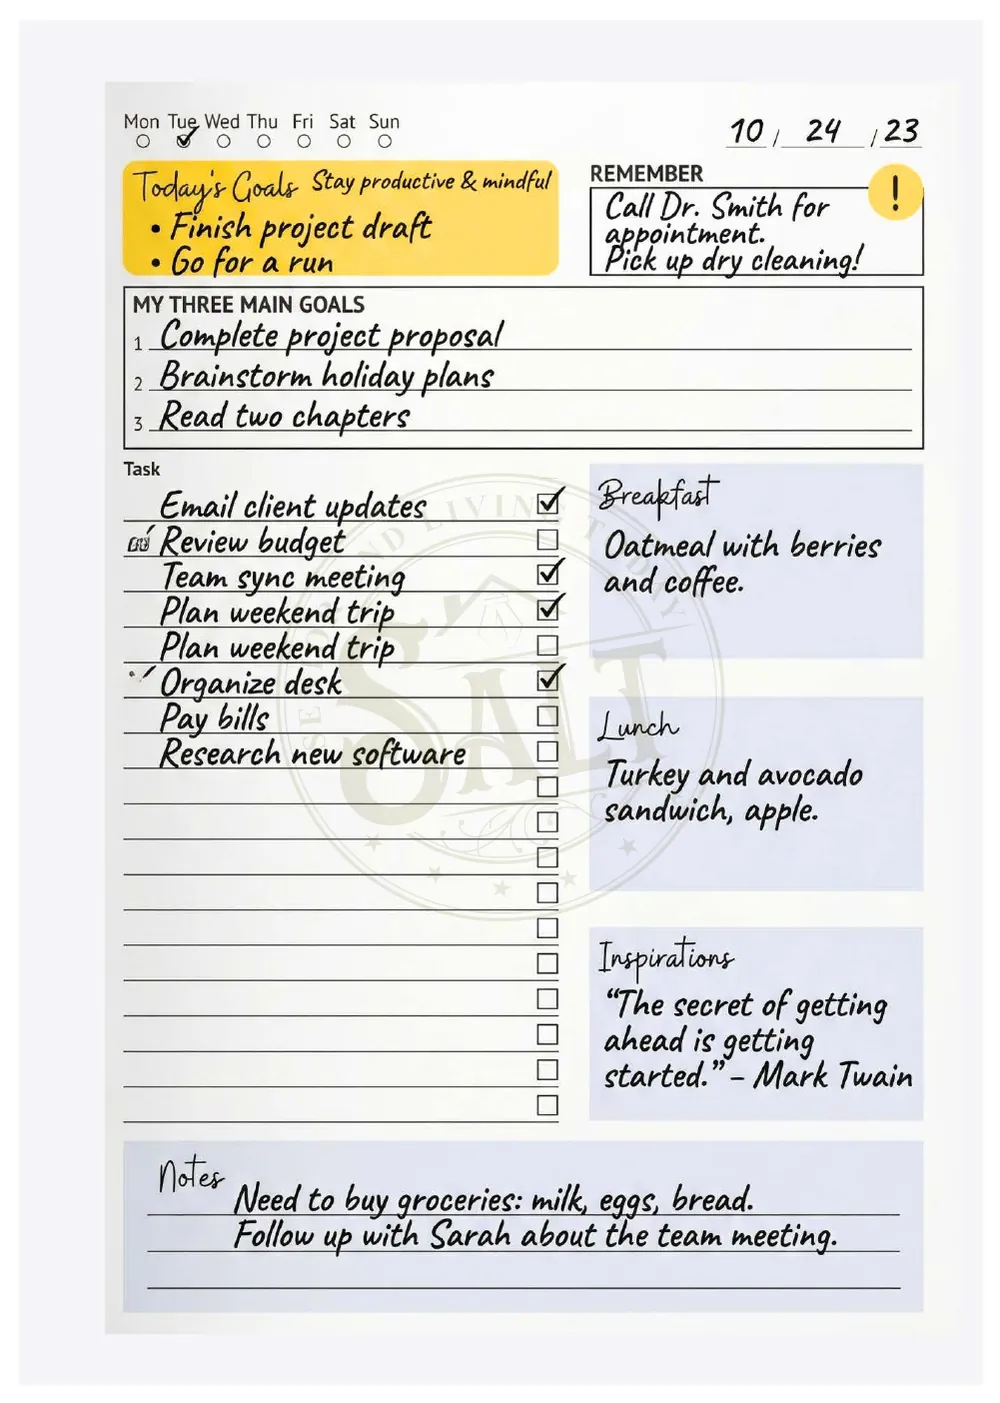 Mon Tue Wed Thu Fri Sat Sun
10 / 24 / 23
Today's Goals Stay productive & mindful
• Finish project draft
• Go for a run
REMEMBER
!
Call Dr. Smith for
appointment.
Pick up dry cleaning!
MY THREE MAIN GOALS
1 Complete project proposal
2 Brainstorm holiday plans
3 Read two chapters
Task
Email client updates
Review budget
Team sync meeting
Plan weekend trip
Plan weekend trip
Organize desk
Pay bills
Research new software
Breakfast
Oatmeal with berries
and coffee.
Lunch
Turkey and avocado
sandwich, apple.
Inspirations
“The secret of getting
ahead is getting
started.” – Mark Twain
Notes
Need to buy groceries: milk, eggs, bread.
Follow up with Sarah about the team meeting.
LIVING TODAY
SALT